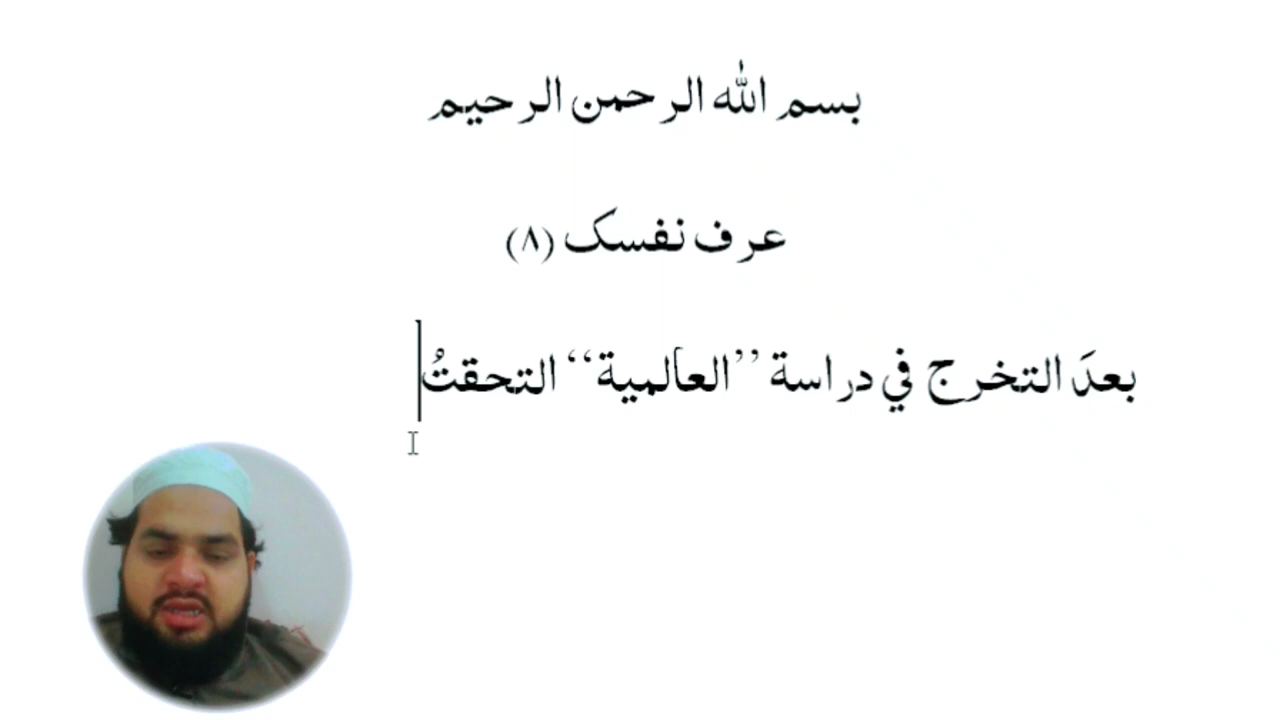 بسم الله الرحمن الرحيم
عرف نفسک (٨)
بعدَ التخرج في دراسة ’’العالمية‘‘ التحقتُ